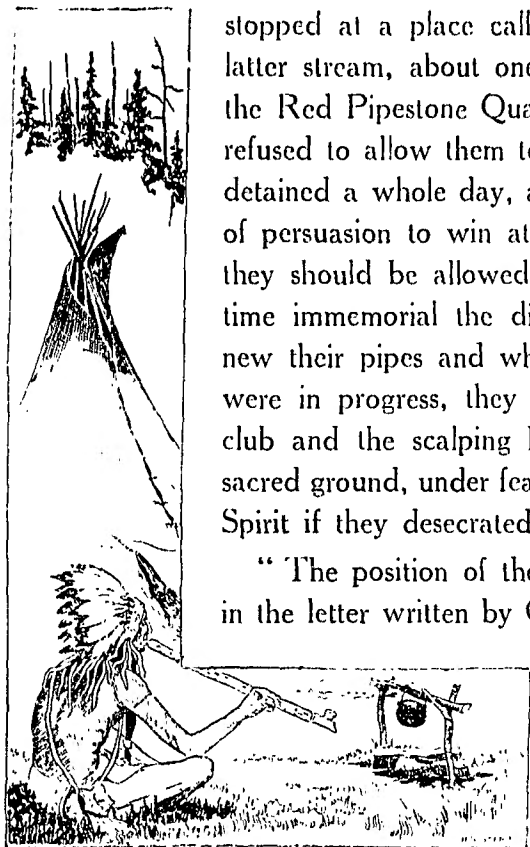 stopped at a place call
latter stream, about one
the Red Pipestone Qua
refused to allow them to
detained a whole day, a
of persuasion to win at
they should be allowed
time immemorial the di
new their pipes and wh
were in progress, they
club and the scalping
sacred ground, under fea
Spirit if they desecrated
“ The position of the
in the letter written by